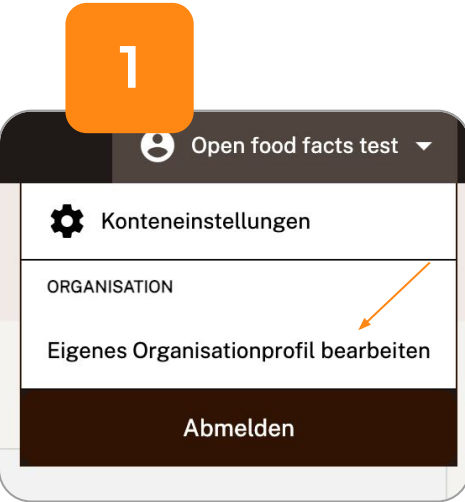 1
Open food facts test
Konteneinstellungen
ORGANISATION
Eigenes Organisationprofil bearbeiten
Abmelden